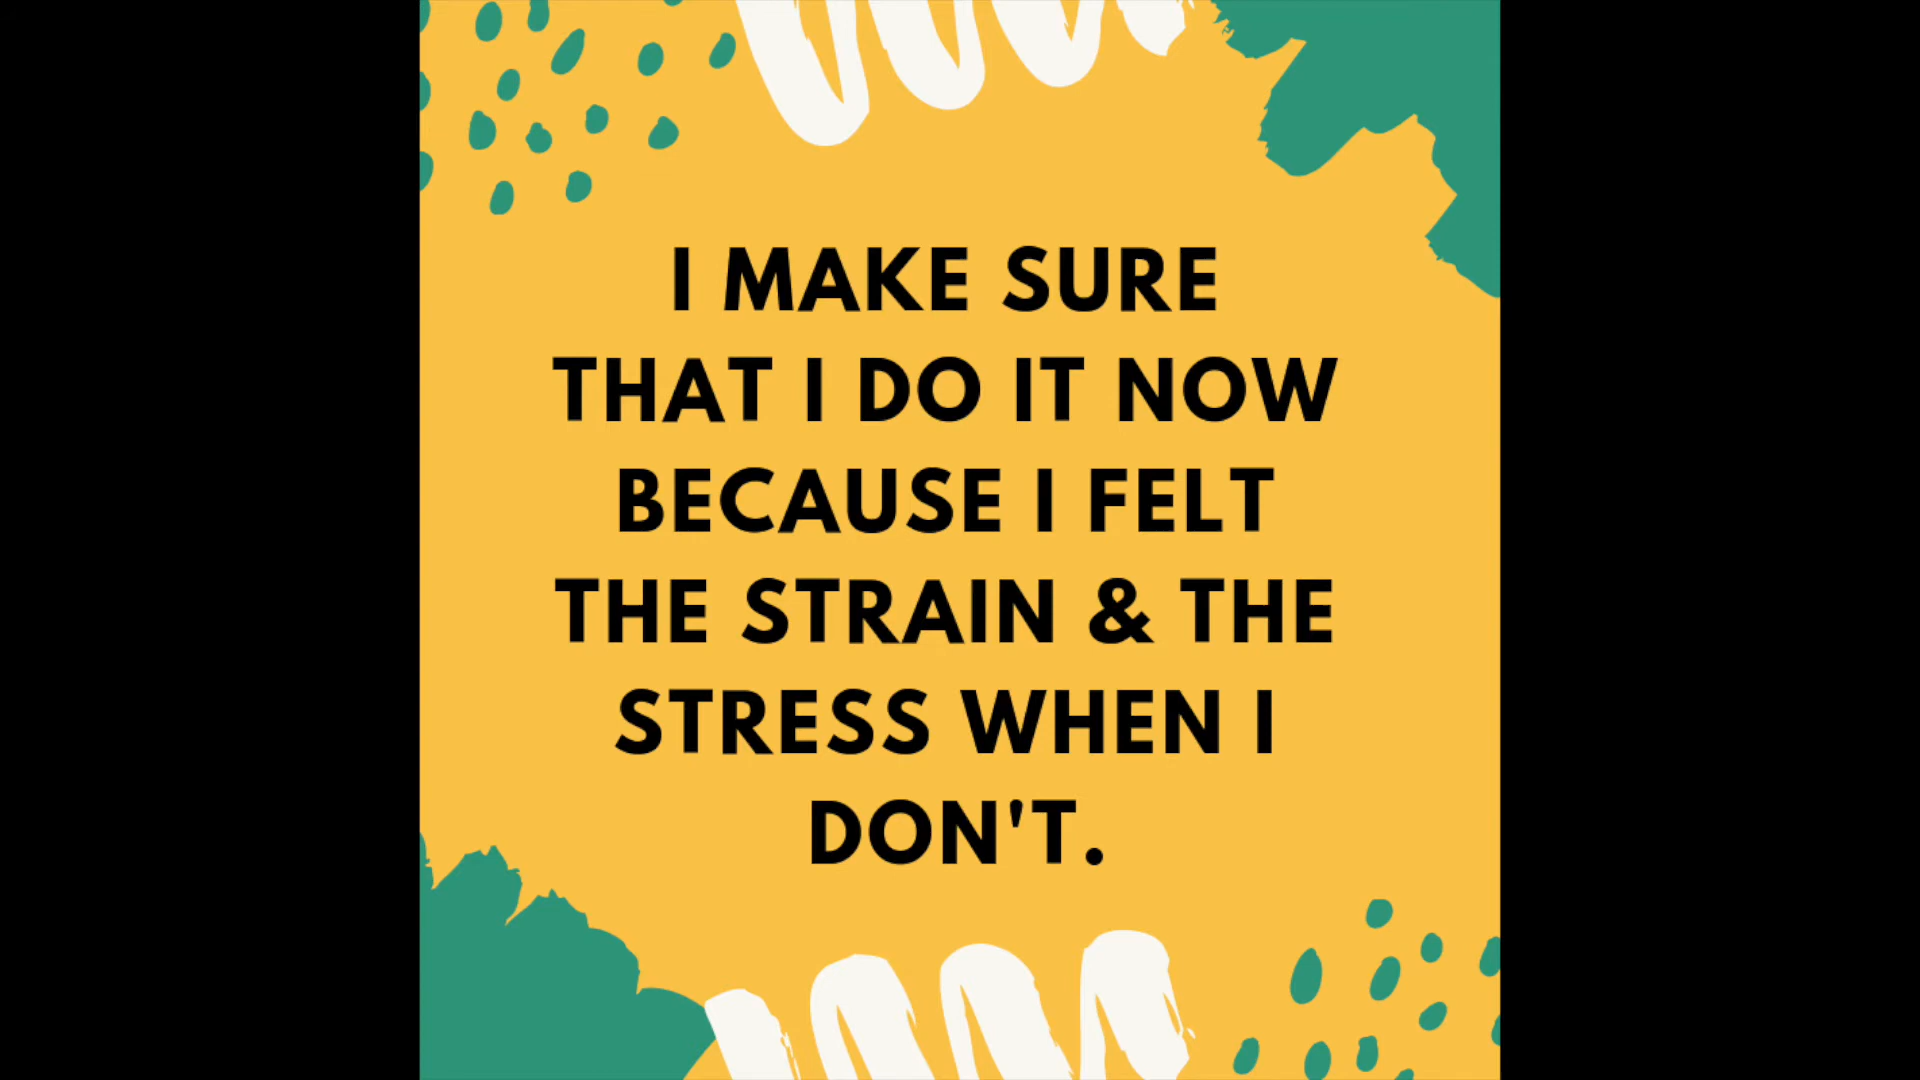 I MAKE SURE
THAT I DO IT NOW
BECAUSE I FELT
THE STRAIN & THE
STRESS WHEN I
DON'T.